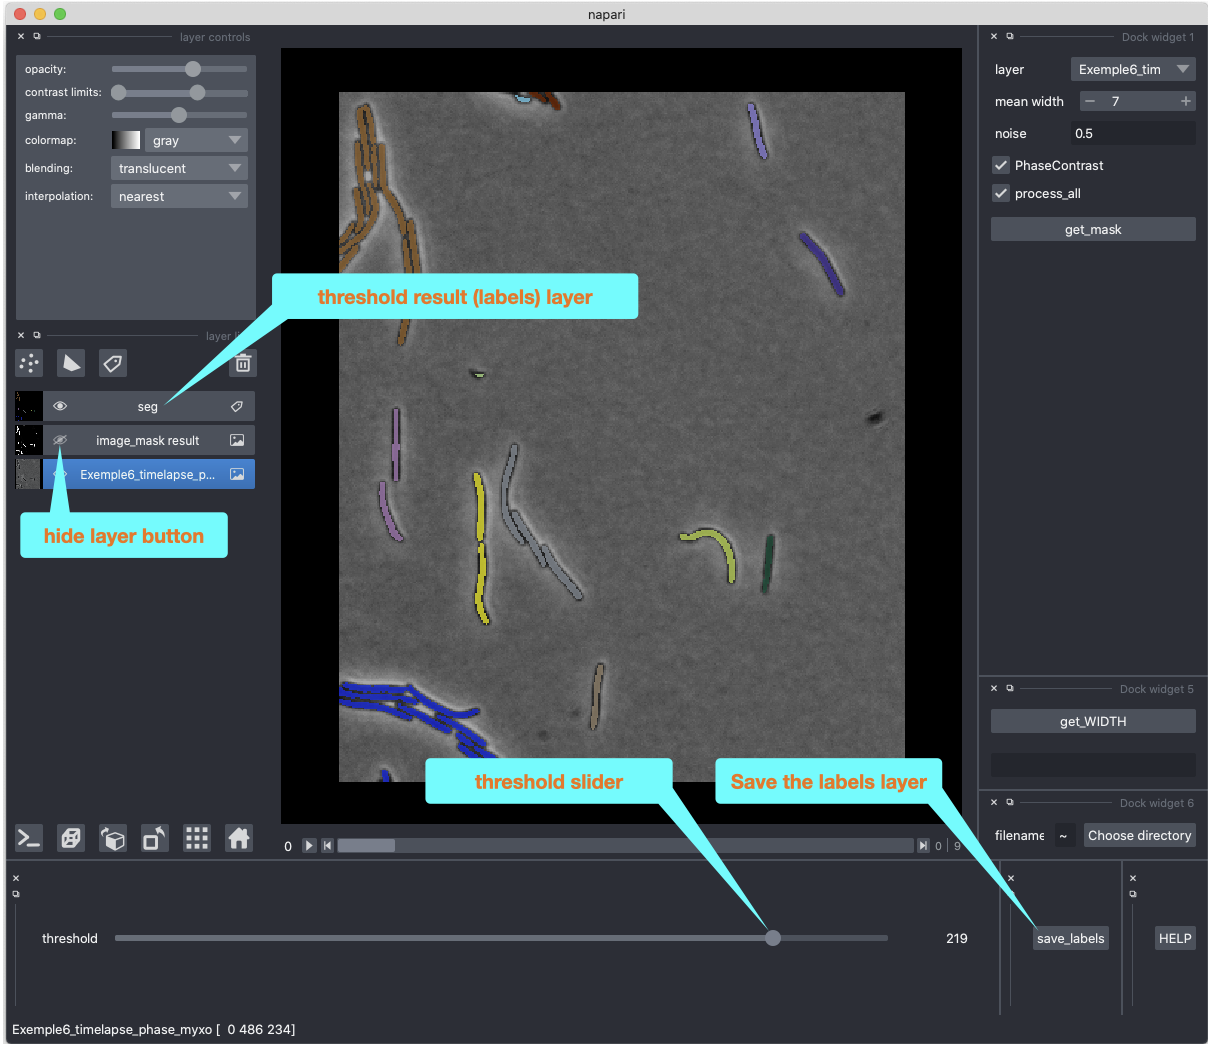 napari
layer controls
opacity:
contrast limits:
gamma:
colormap: gray
blending: translucent
interpolation: nearest
threshold result (labels) layer
seg
image_mask result
Exemple6_timelapse_p...
hide layer button
Dock widget 1
layer Exemple6_tim
mean width 7
noise 0.5
PhaseContrast
process_all
get_mask
Dock widget 5
get_WIDTH
Dock widget 6
filename ~ Choose directory
threshold slider
Save the labels layer
0 0 9
threshold 219
save_labels
HELP
Exemple6_timelapse_phase_myxo [ 0 486 234]